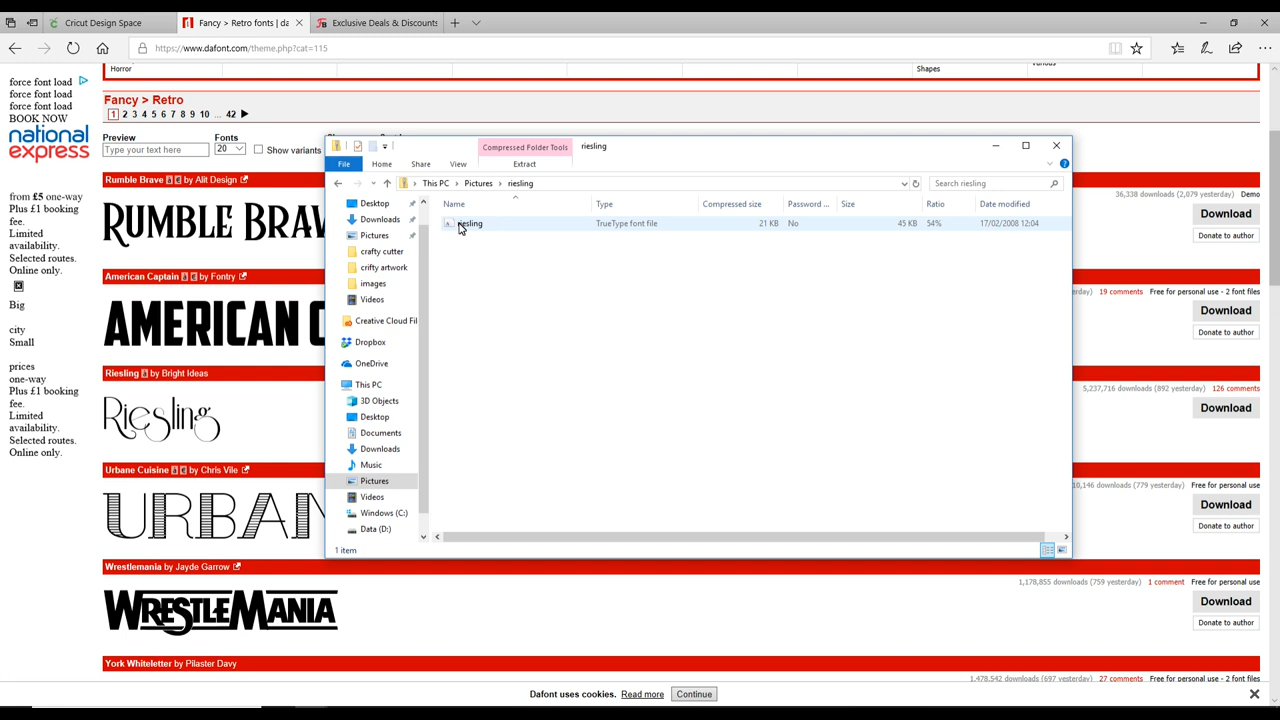 Cricut Design Space
Fancy > Retro fonts | da
Exclusive Deals & Discounts
https://www.dafont.com/theme.php?cat=115
Horror
Shapes
force font load
force font load
force font load
BOOK NOW
national
express
from £5 one-way
Plus £1 booking
fee.
Limited
availability.
Selected routes.
Online only.
Big
city
Small
prices
one-way
Plus £1 booking
fee.
Limited
availability.
Selected routes.
Online only.
Fancy > Retro
1 2 3 4 5 6 7 8 9 10 ... 42
Preview
Fonts
Type your text here
20
Show variants
Rumble Brave by Alit Design
36,338 downloads (2,079 yesterday) Demo
RUMBLE BRAV
Download
Donate to author
American Captain by Fontry
19 comments Free for personal use - 2 font files
AMERICAN C
Download
Donate to author
Riesling by Bright Ideas
5,237,716 downloads (892 yesterday) 126 comments
Riesling
Download
Urbane Cuisine by Chris Vile
10,146 downloads (779 yesterday) Free for personal use
URBAN
Download
Donate to author
Wrestlemania by Jayde Garrow
1,178,855 downloads (759 yesterday) 1 comment Free for personal use
WRESTLEMANIA
Download
Donate to author
York Whiteletter by Pilaster Davy
1,478,542 downloads (697 yesterday) 27 comments Free for personal use - 2 font files
Compressed Folder Tools
riesling
File
Home
Share
View
Extract
This PC > Pictures > riesling
Search riesling
Desktop
Downloads
Pictures
crafty cutter
crifty artwork
images
Videos
Creative Cloud Fil
Dropbox
OneDrive
This PC
3D Objects
Desktop
Documents
Downloads
Music
Pictures
Videos
Windows (C:)
Data (D:)
Name
Type
Compressed size
Password ...
Size
Ratio
Date modified
riesling
TrueType font file
21 KB
No
45 KB
54%
17/02/2008 12:04
1 item
Dafont uses cookies. Read more
Continue